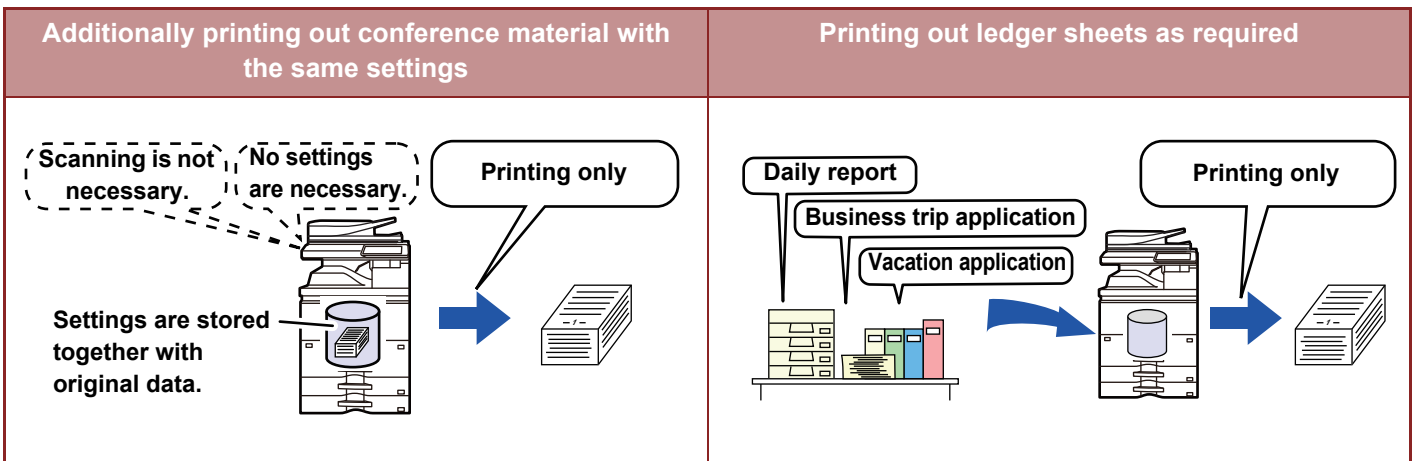 Additionally printing out conference material with
the same settings
Scanning is not
necessary.
No settings
are necessary.
Printing only
Settings are stored
together with
original data.
-1-
Printing out ledger sheets as required
Daily report
Business trip application
Vacation application
Printing only
-1-